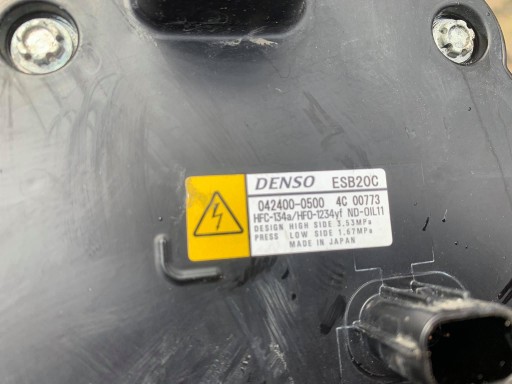 DENSO ESB20C
042400-0500 4C 00773
HFC-134a/HFO-1234yf ND-OIL11
DESIGN HIGH SIDE 3.53MPa
PRESS LOW SIDE 1.67MPa
MADE IN JAPAN